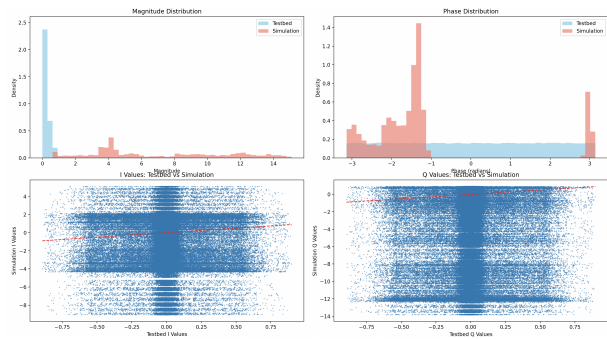 Magnitude Distribution
Testbed
Simulation
Density
2.5
2.0
1.5
1.0
0.5
0.0
0 2 4 6 8 10 12 14
Magnitude
Phase Distribution
Testbed
Simulation
Density
1.4
1.2
1.0
0.8
0.6
0.4
0.2
0.0
−3 −2 −1 0 1 2 3
Phase (radians)
I Values: Testbed vs Simulation
Simulation I Values
4
2
0
−2
−4
−6
−8
−0.75 −0.50 −0.25 0.00 0.25 0.50 0.75
Testbed I Values
Q Values: Testbed vs Simulation
Simulation Q Values
0
−2
−4
−6
−8
−10
−12
−14
−0.75 −0.50 −0.25 0.00 0.25 0.50 0.75
Testbed Q Values